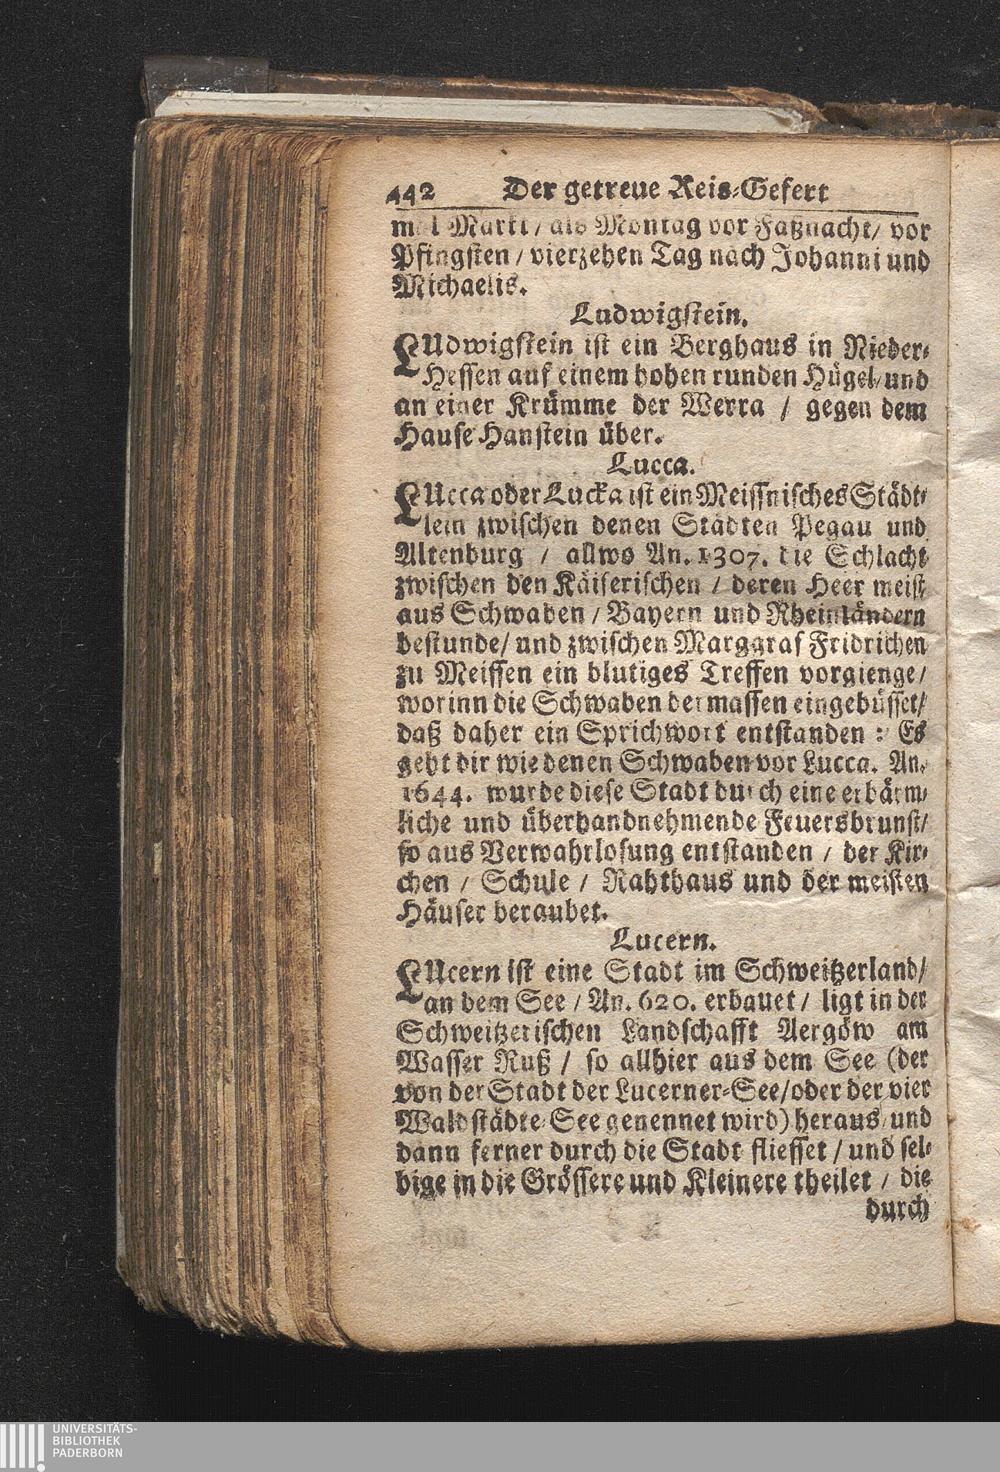 442 Der getreue Reis-Gefert
mal Markt / als Montag vor Faßnacht / vor
Pfingsten / vierzehen Tag nach Johanni und
Michaelis.
Ludwigstein.
LUdwigstein ist ein Berghaus in Nieder-
Hessen auf einem hohen runden Hügel / und
an einer Krümme der Werra / gegen dem
Hause Hanstein über.
Lucca.
LUcca oder Lucka ist ein Meissnisches Städt-
lein zwischen denen Städten Pegau und
Altenburg / allwo An. 1307. die Schlacht
zwischen den Käiserischen / deren Heer meist
aus Schwaben / Bayern und Rheinländern
bestunde / und zwischen Marggraf Fridrichen
zu Meissen ein blutiges Treffen vorgienge /
worinn die Schwaben dermassen eingebüsset /
daß daher ein Sprichwort entstanden : Es
geht dir wie denen Schwaben vor Lucca. An.
1644. wurde diese Stadt durch eine erbärm-
liche und überhandnehmende Feuersbrunst /
so aus Verwahrlosung entstanden / der Kir-
chen / Schule / Rahthaus und der meisten
Häuser beraubet.
Lucern.
LUcern ist eine Stadt im Schweitzerland /
an dem See / An. 620. erbauet / ligt in der
Schweitzerischen Landschafft Aergöw am
Wasser Ruß / so allhier aus dem See (der
von der Stadt der Lucerner-See / oder der vier
Waldstädte-See genennet wird) heraus / und
dann ferner durch die Stadt fliesset / und sel-
bige in die Grössere und Kleinere theilet / die
durch
UNIVERSITÄTS-
BIBLIOTHEK
PADERBORN